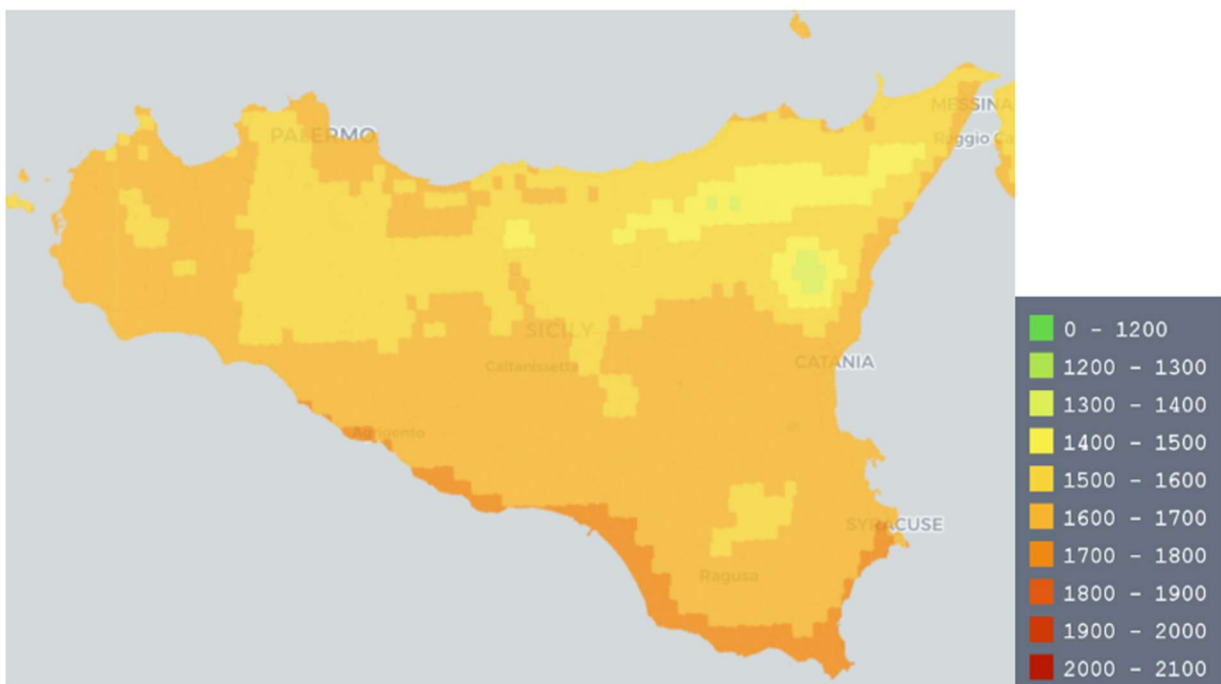 MESSINA
PALERMO
Reggio Ca
SICILY
Caltanissetta
CATANIA
Agrigento
SYRACUSE
Ragusa
0 - 1200
1200 - 1300
1300 - 1400
1400 - 1500
1500 - 1600
1600 - 1700
1700 - 1800
1800 - 1900
1900 - 2000
2000 - 2100